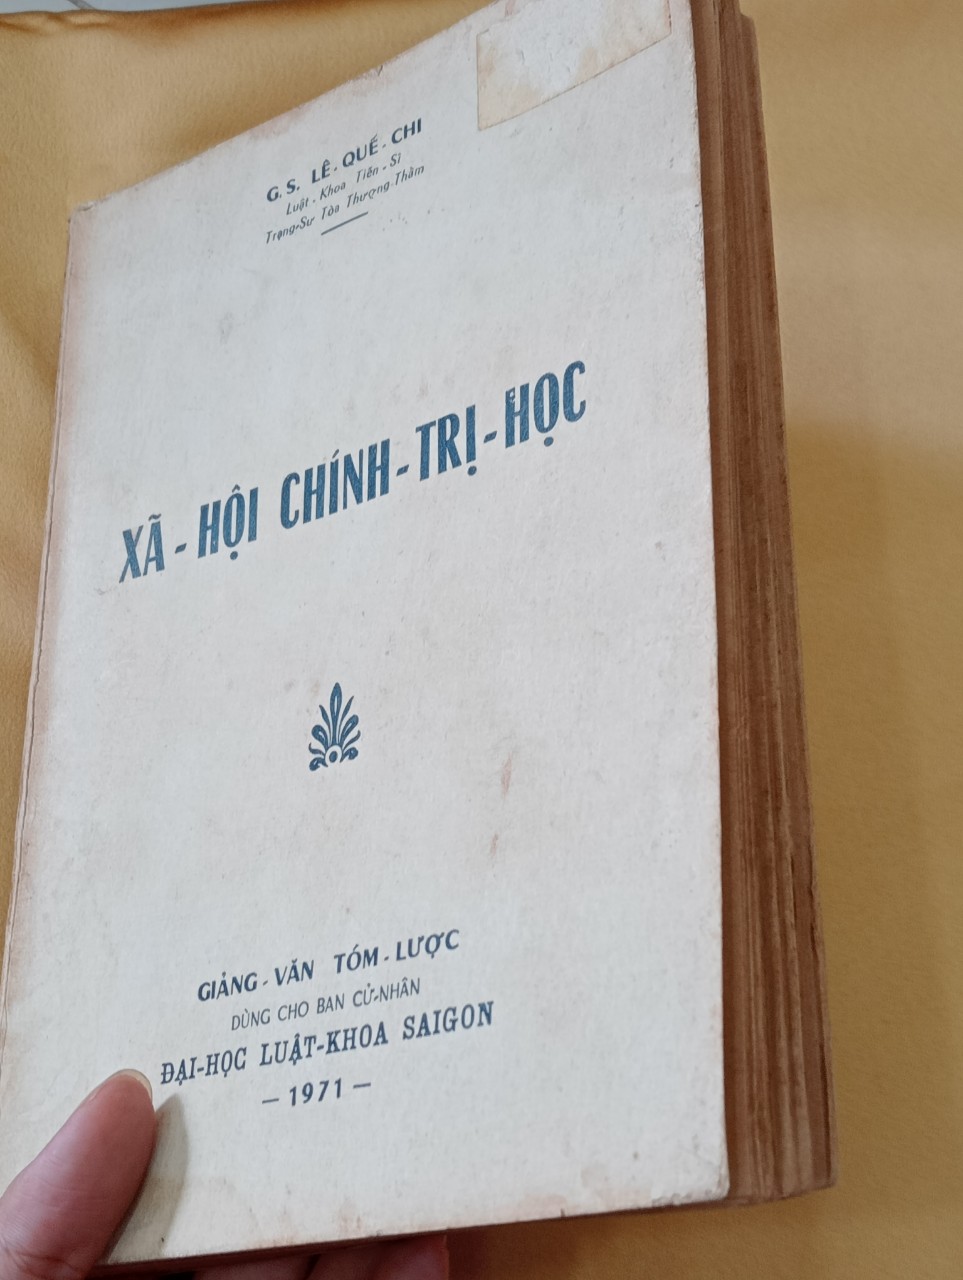 G.S. LÊ-QUẾ-CHI
Luật-Khoa Tiến-Sĩ
Trạng-Sư Tòa Thượng-Thẩm
XÃ-HỘI CHÍNH-TRỊ-HỌC
GIẢNG-VĂN TÓM-LƯỢC
DÙNG CHO BAN CỬ-NHÂN
ĐẠI-HỌC LUẬT-KHOA SAIGON
— 1971 —